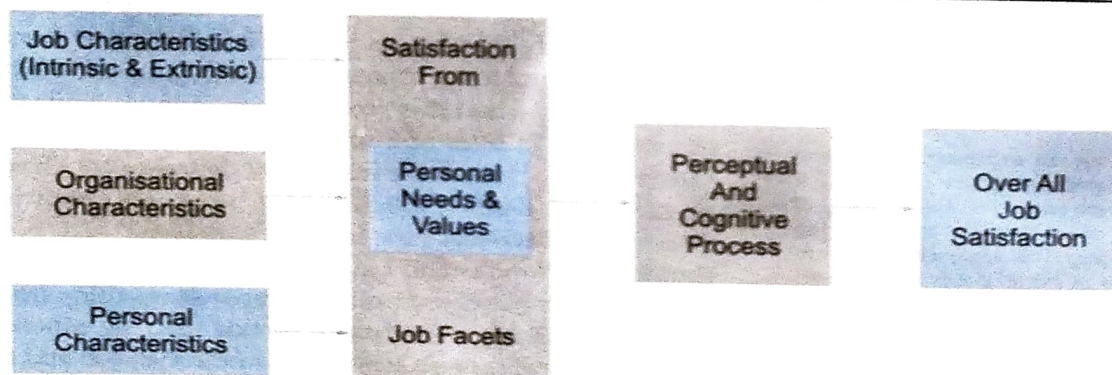 Job Characteristics
(Intrinsic & Extrinsic)
Organisational
Characteristics
Personal
Characteristics
Satisfaction
From
Personal
Needs &
Values
Job Facets
Perceptual
And
Cognitive
Process
Over All
Job
Satisfaction